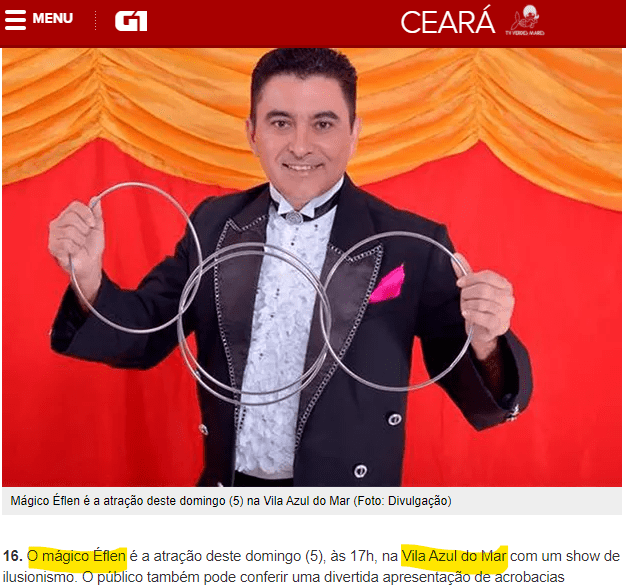 MENU
G1
CEARÁ
TV VERDES MARES
Mágico Éflen é a atração deste domingo (5) na Vila Azul do Mar (Foto: Divulgação)
16. O mágico Éflen é a atração deste domingo (5), às 17h, na Vila Azul do Mar com um show de
ilusionismo. O público também pode conferir uma divertida apresentação de acrobacias